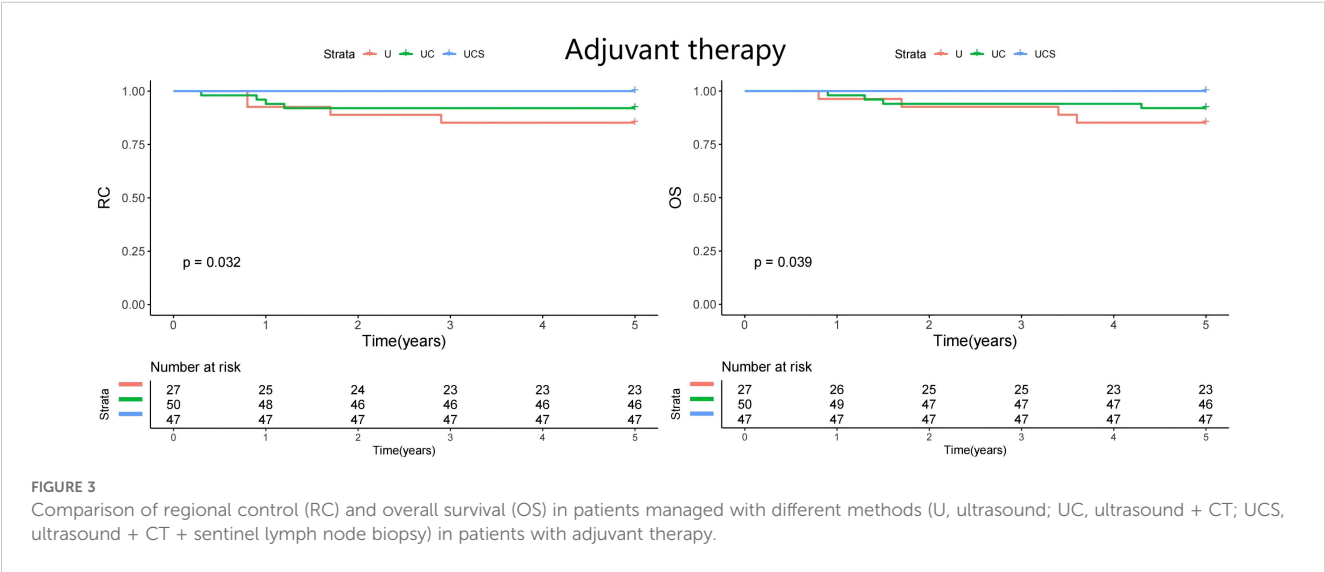 Adjuvant therapy
Strata U UC UCS
1.00
0.75
0.50
0.25
0.00
RC
p = 0.032
0 1 2 3 4 5
Time(years)
Number at risk
Strata
27 25 24 23 23 23
50 48 46 46 46 46
47 47 47 47 47 47
0 1 2 3 4 5
Time(years)
Strata U UC UCS
1.00
0.75
0.50
0.25
0.00
OS
p = 0.039
0 1 2 3 4 5
Time(years)
Number at risk
Strata
27 26 25 25 23 23
50 49 47 47 47 46
47 47 47 47 47 47
0 1 2 3 4 5
Time(years)
FIGURE 3
Comparison of regional control (RC) and overall survival (OS) in patients managed with different methods (U, ultrasound; UC, ultrasound + CT; UCS,
ultrasound + CT + sentinel lymph node biopsy) in patients with adjuvant therapy.